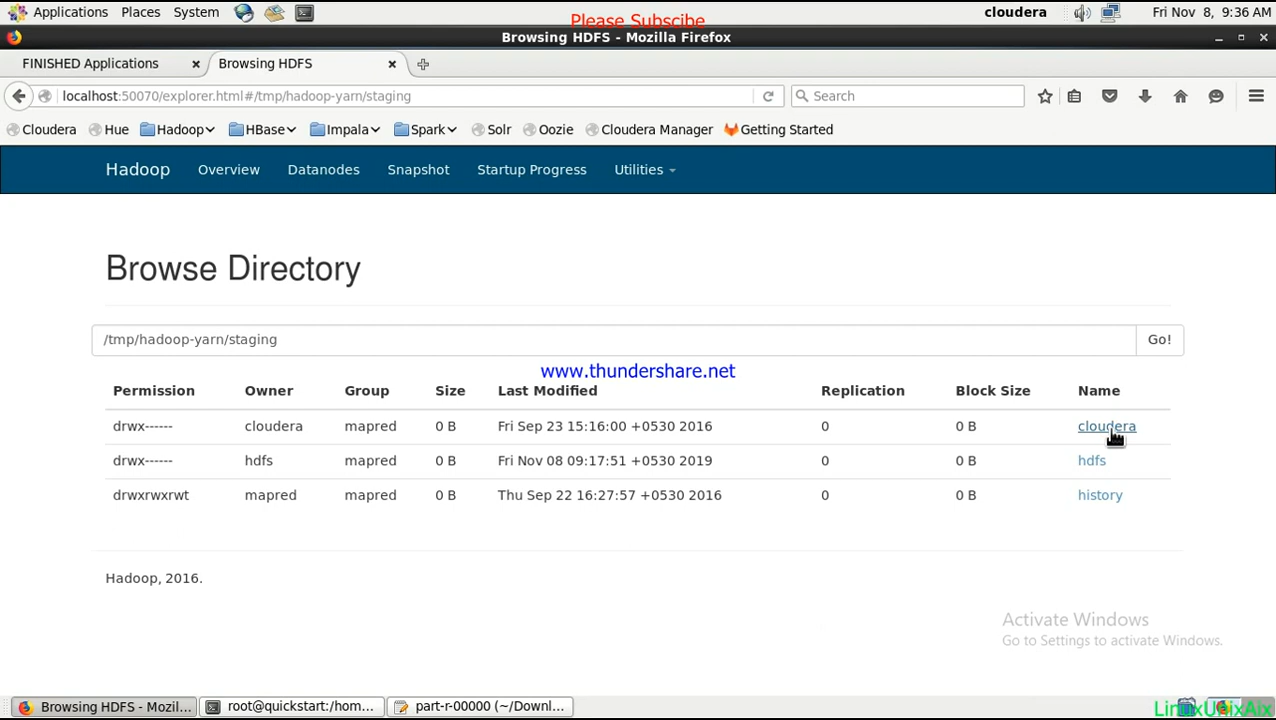 Applications Places System cloudera Fri Nov 8, 9:36 AM
Please Subscibe
Browsing HDFS - Mozilla Firefox
FINISHED Applications Browsing HDFS
localhost:50070/explorer.html#/tmp/hadoop-yarn/staging Search
Cloudera Hue Hadoop HBase Impala Spark Solr Oozie Cloudera Manager Getting Started
Hadoop Overview Datanodes Snapshot Startup Progress Utilities
Browse Directory
/tmp/hadoop-yarn/staging Go!
www.thundershare.net
Permission Owner Group Size Last Modified Replication Block Size Name
drwx------ cloudera mapred 0 B Fri Sep 23 15:16:00 +0530 2016 0 0 B cloudera
drwx------ hdfs mapred 0 B Fri Nov 08 09:17:51 +0530 2019 0 0 B hdfs
drwxrwxrwt mapred mapred 0 B Thu Sep 22 16:27:57 +0530 2016 0 0 B history
Hadoop, 2016.
Activate Windows
Go to Settings to activate Windows.
Browsing HDFS - Mozil... root@quickstart:/hom... part-r-00000 (~/Downl...
LinuxUnixAix